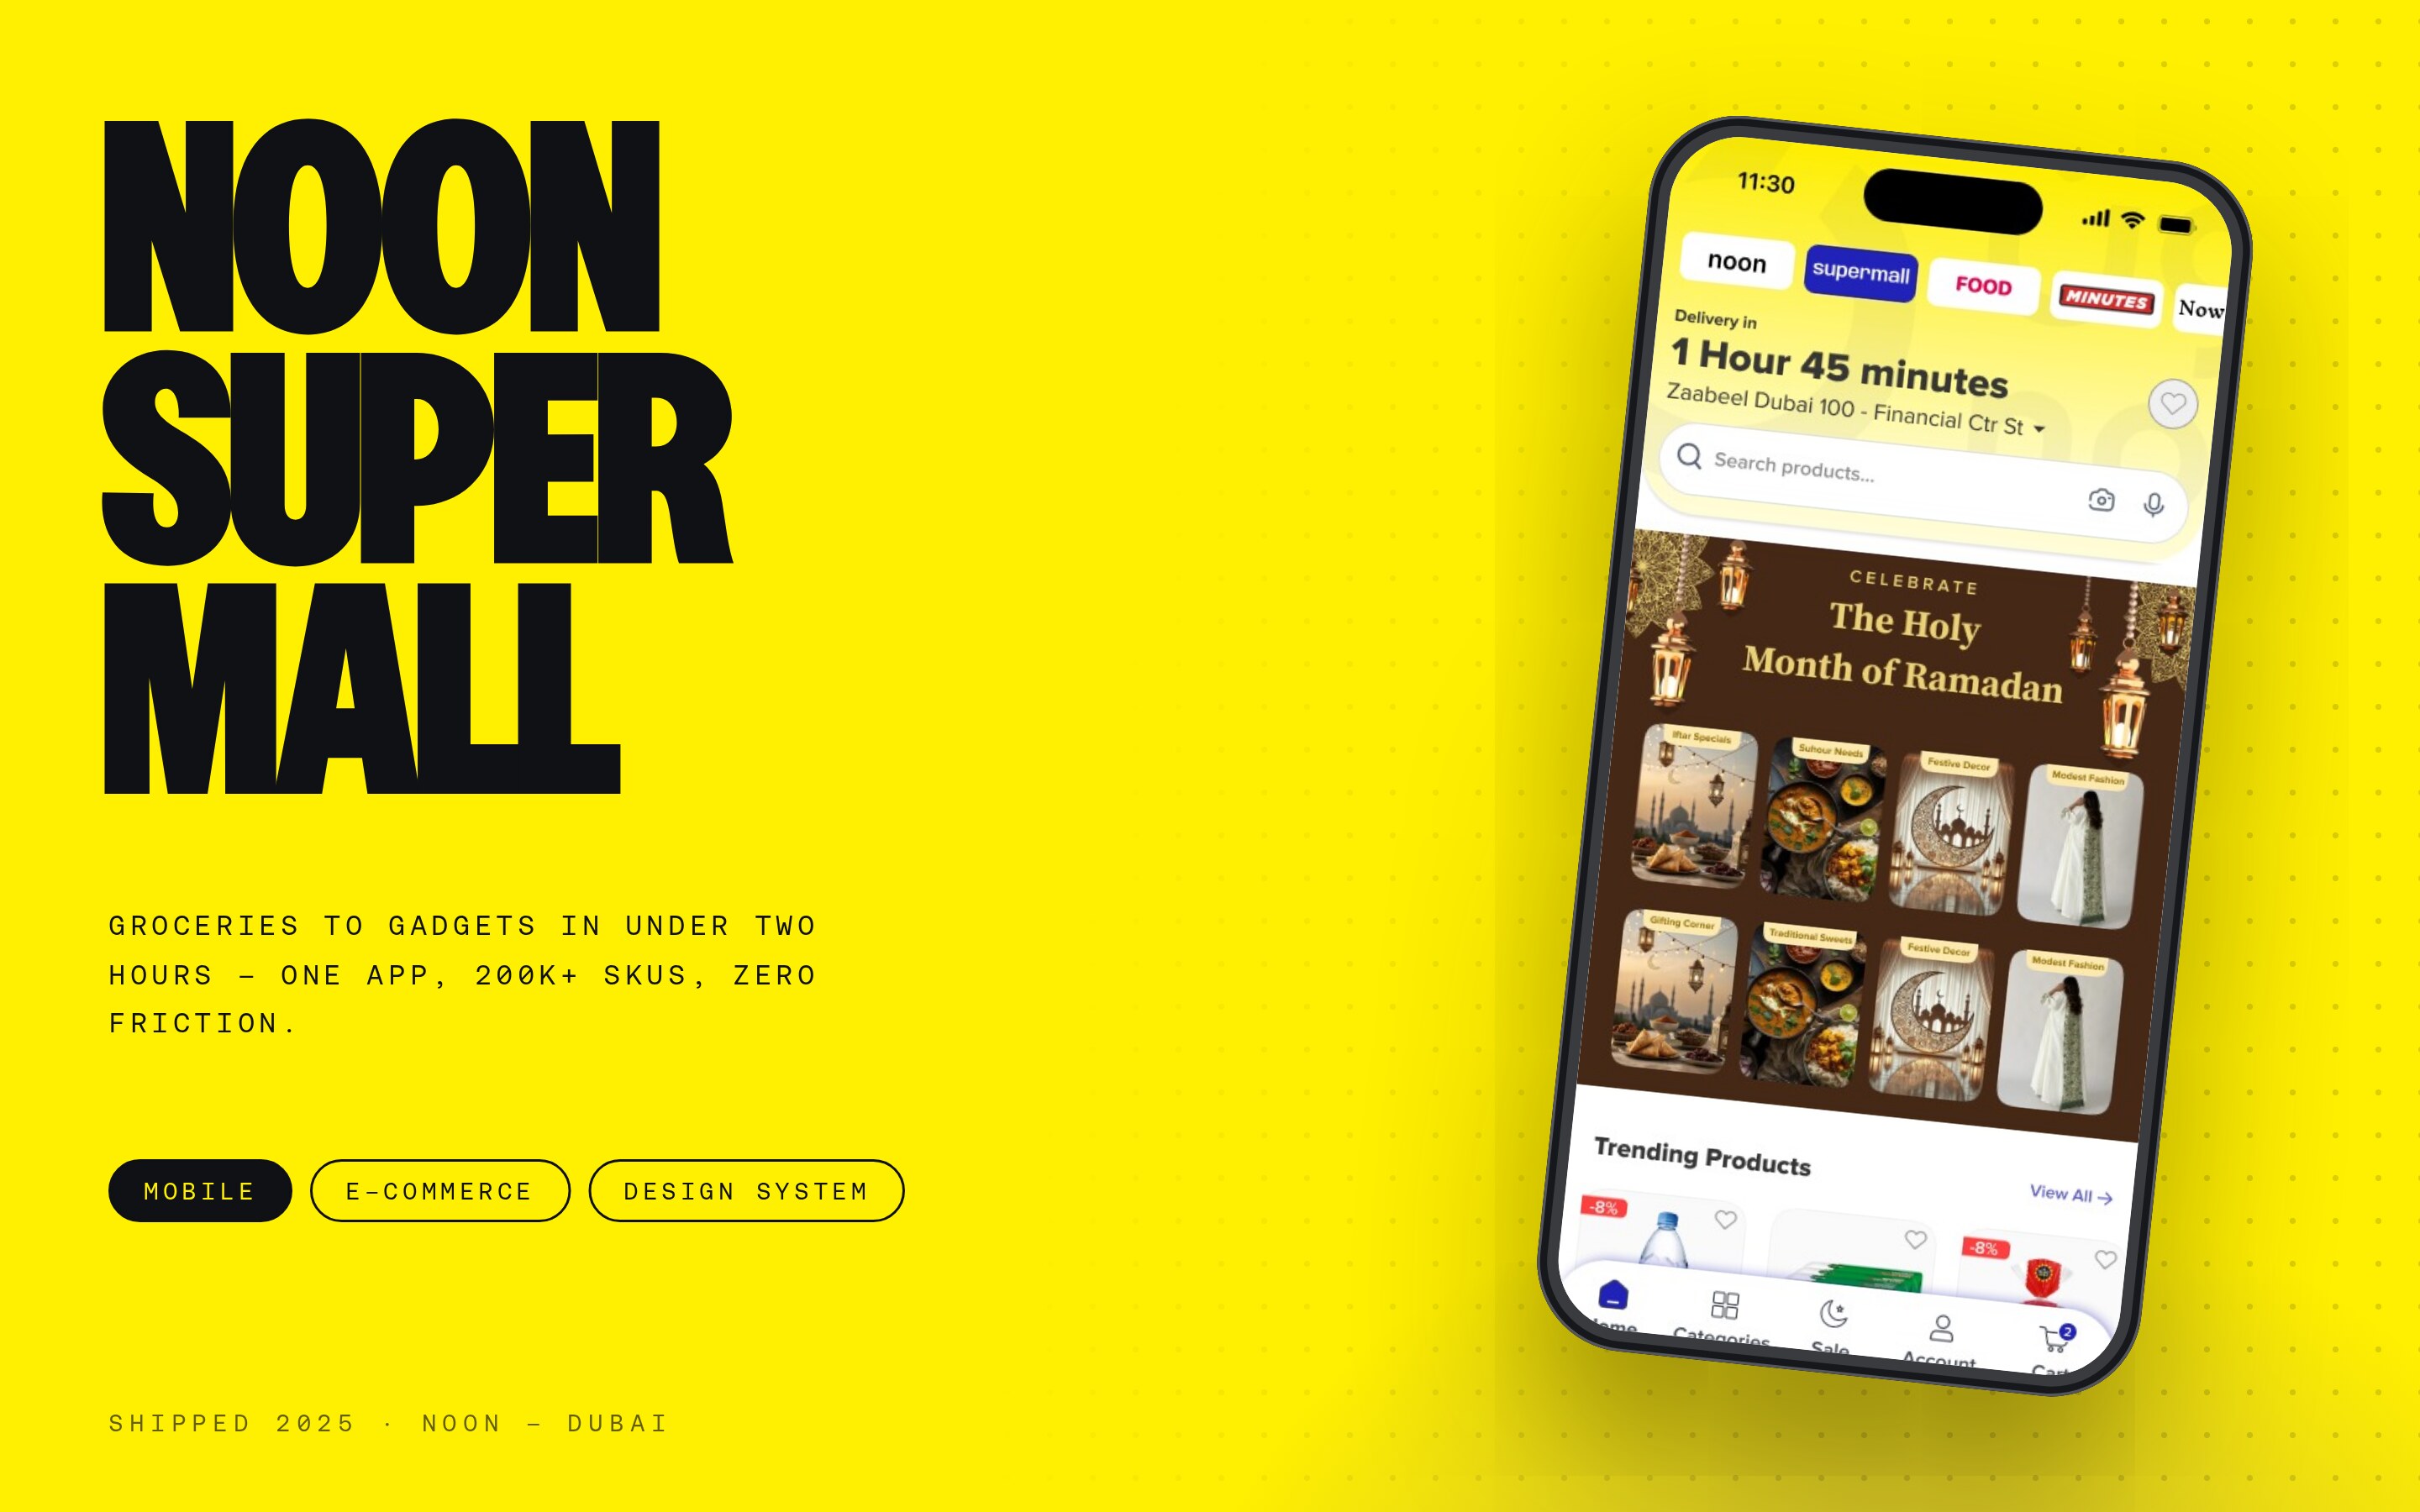 NOON
SUPER
MALL
GROCERIES TO GADGETS IN UNDER TWO
HOURS – ONE APP, 200K+ SKUS, ZERO
FRICTION.
MOBILE
E-COMMERCE
DESIGN SYSTEM
SHIPPED 2025 · NOON – DUBAI
11:30
noon
supermall
FOOD
MINUTES
Now
Delivery in
1 Hour 45 minutes
Zaabeel Dubai 100 - Financial Ctr St
Search products...
CELEBRATE
The Holy
Month of Ramadan
Iftar Specials
Suhour Needs
Festive Decor
Modest Fashion
Gifting Corner
Traditional Sweets
Festive Decor
Modest Fashion
Trending Products
View All →
-8%
-8%
Home
Categories
Sale
Account
2
Cart